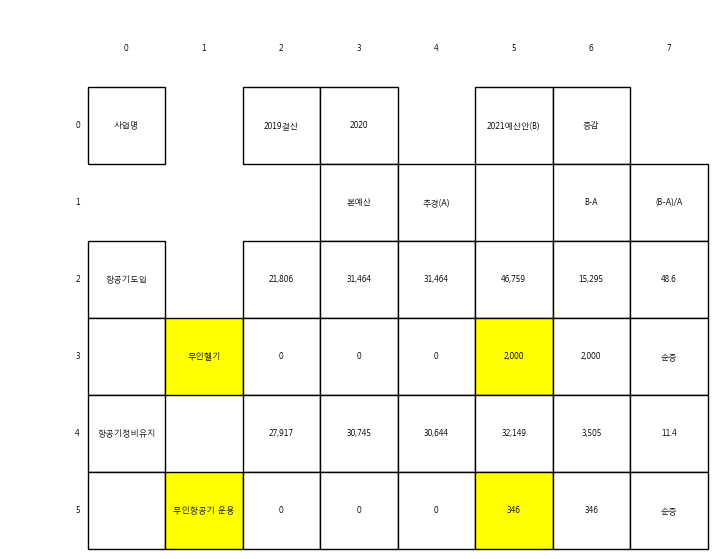 0 1 2 3 4 5 6 7
0 사업명 2019결산 2020 2021예산안(B) 증감
1 본예산 추경(A) B-A (B-A)/A
2 항공기도입 21,806 31,464 31,464 46,759 15,295 48.6
3 무인헬기 0 0 0 2,000 2,000 순증
4 항공기정비유지 27,917 30,745 30,644 32,149 3,505 11.4
5 무인항공기 운용 0 0 0 346 346 순증